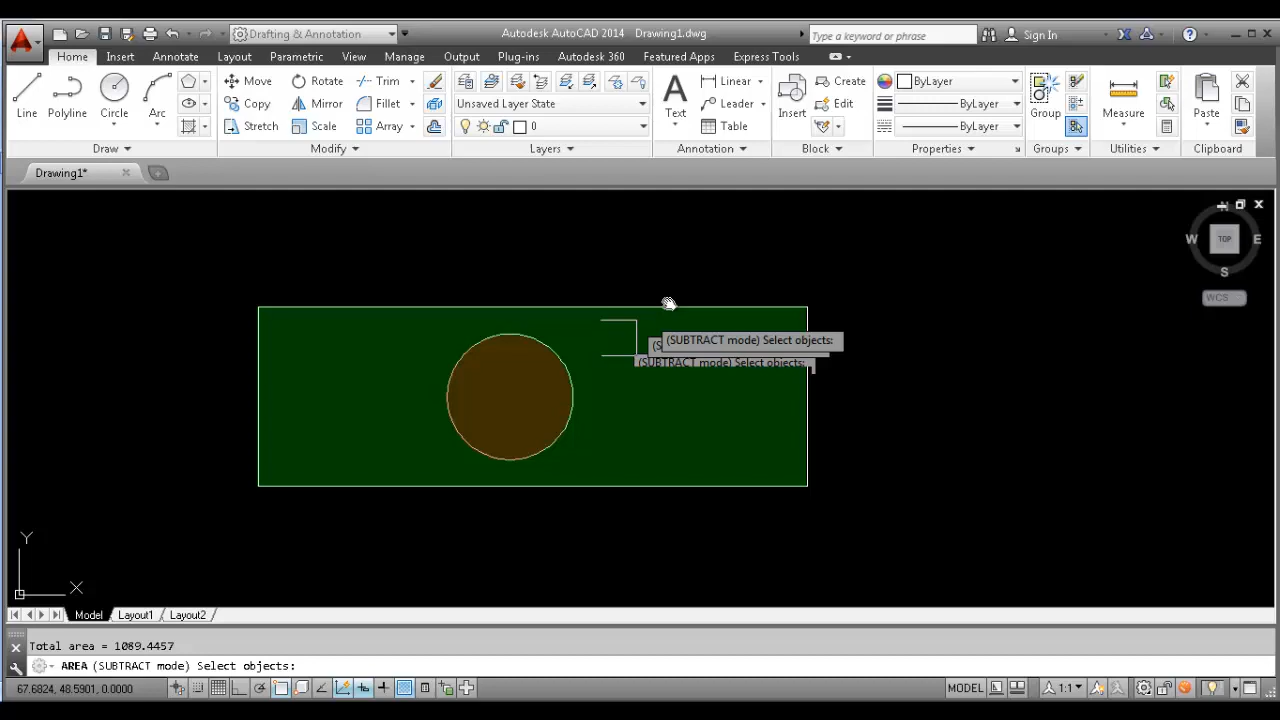 Drafting & Annotation
Autodesk AutoCAD 2014 Drawing1.dwg
Type a keyword or phrase
Sign In
Home Insert Annotate Layout Parametric View Manage Output Plug-ins Autodesk 360 Featured Apps Express Tools
Line Polyline Circle Arc
Move Rotate Trim
Copy Mirror Fillet
Stretch Scale Array
Unsaved Layer State
0
Text
Linear
Leader
Table
Insert
Create
Edit
ByLayer
ByLayer
ByLayer
Group
Measure
Paste
Draw Modify Layers Annotation Block Properties Groups Utilities Clipboard
Drawing1*
N
W TOP E
S
WCS
(SUBTRACT mode) Select objects:
(S
(SUBTRACT mode) Select objects:
Y
X
Model Layout1 Layout2
Total area = 1089.4457
AREA (SUBTRACT mode) Select objects:
67.6824, 48.5901, 0.0000
MODEL
1:1